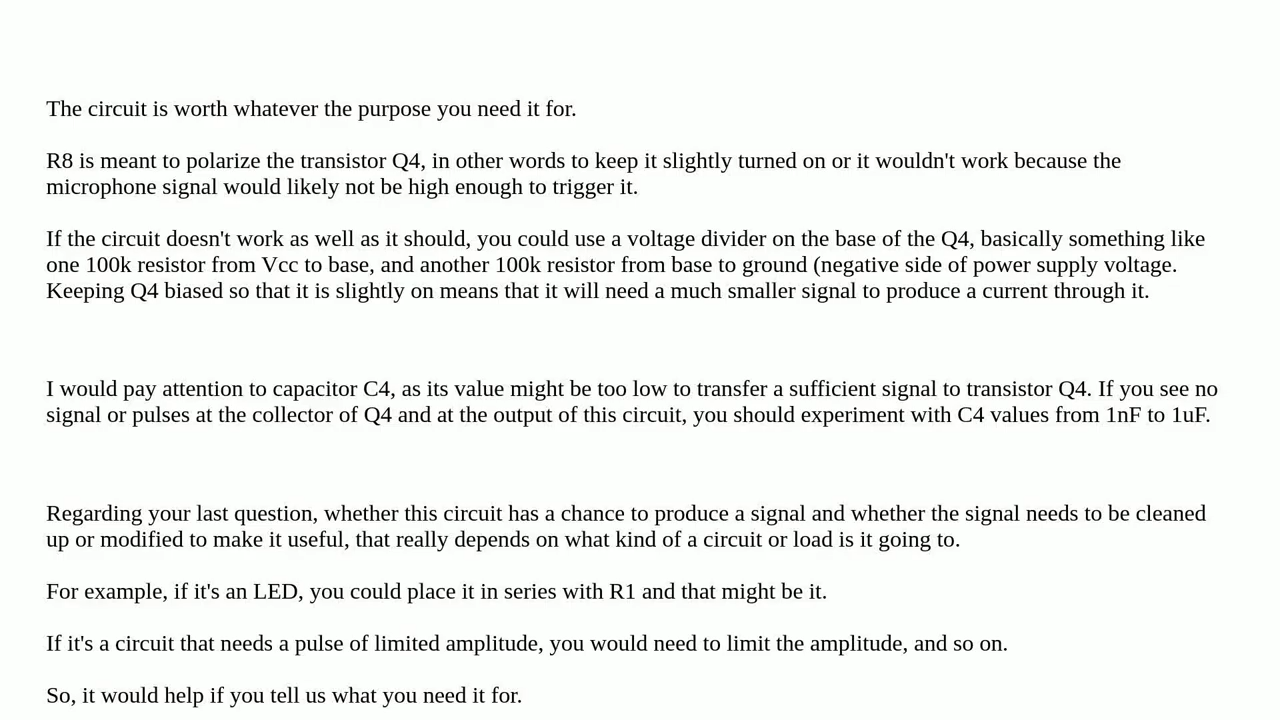 The circuit is worth whatever the purpose you need it for.
R8 is meant to polarize the transistor Q4, in other words to keep it slightly turned on or it wouldn't work because the
microphone signal would likely not be high enough to trigger it.
If the circuit doesn't work as well as it should, you could use a voltage divider on the base of the Q4, basically something like
one 100k resistor from Vcc to base, and another 100k resistor from base to ground (negative side of power supply voltage.
Keeping Q4 biased so that it is slightly on means that it will need a much smaller signal to produce a current through it.
I would pay attention to capacitor C4, as its value might be too low to transfer a sufficient signal to transistor Q4. If you see no
signal or pulses at the collector of Q4 and at the output of this circuit, you should experiment with C4 values from 1nF to 1uF.
Regarding your last question, whether this circuit has a chance to produce a signal and whether the signal needs to be cleaned
up or modified to make it useful, that really depends on what kind of a circuit or load is it going to.
For example, if it's an LED, you could place it in series with R1 and that might be it.
If it's a circuit that needs a pulse of limited amplitude, you would need to limit the amplitude, and so on.
So, it would help if you tell us what you need it for.